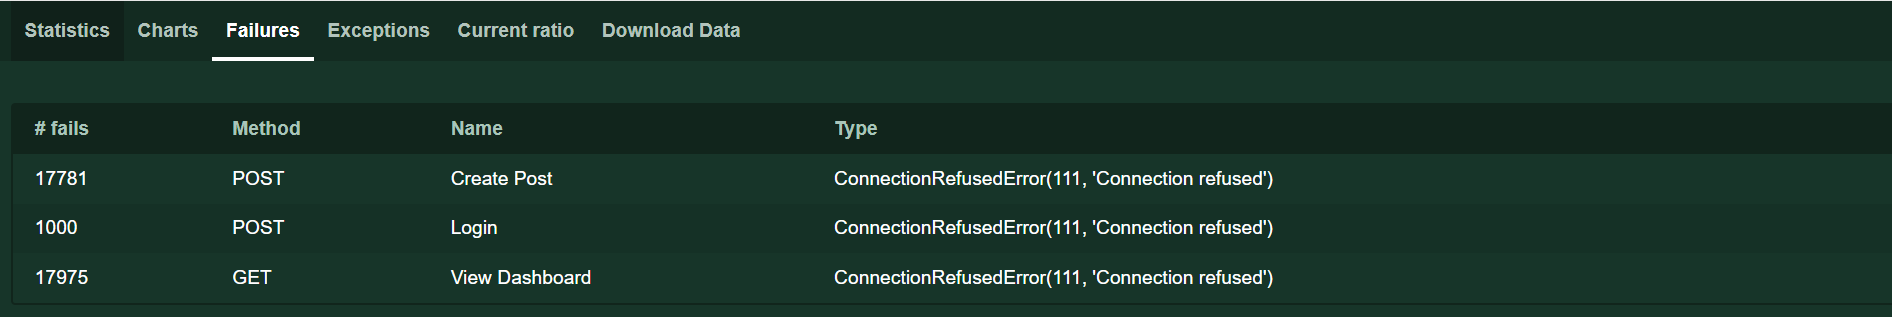 Statistics Charts Failures Exceptions Current ratio Download Data
# fails Method Name Type
17781 POST Create Post ConnectionRefusedError(111, 'Connection refused')
1000 POST Login ConnectionRefusedError(111, 'Connection refused')
17975 GET View Dashboard ConnectionRefusedError(111, 'Connection refused')